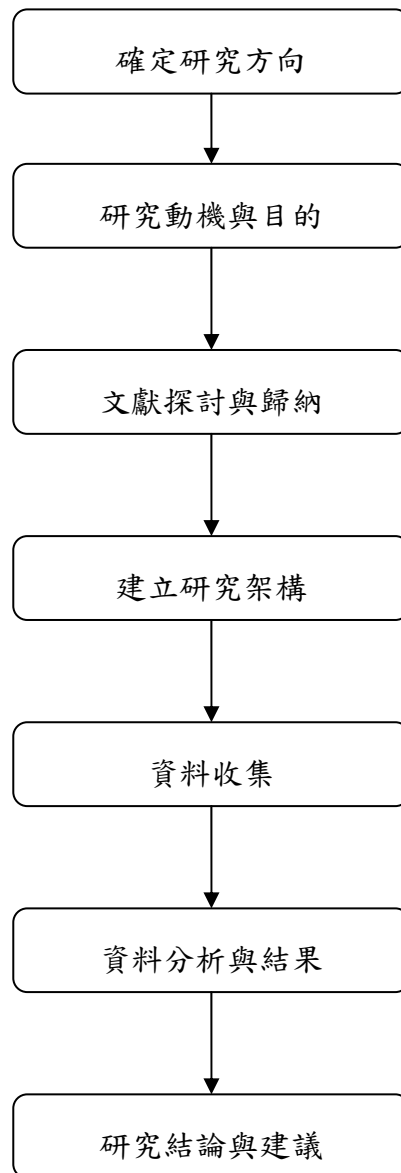 確定研究方向
研究動機與目的
文獻探討與歸納
建立研究架構
資料收集
資料分析與結果
研究結論與建議